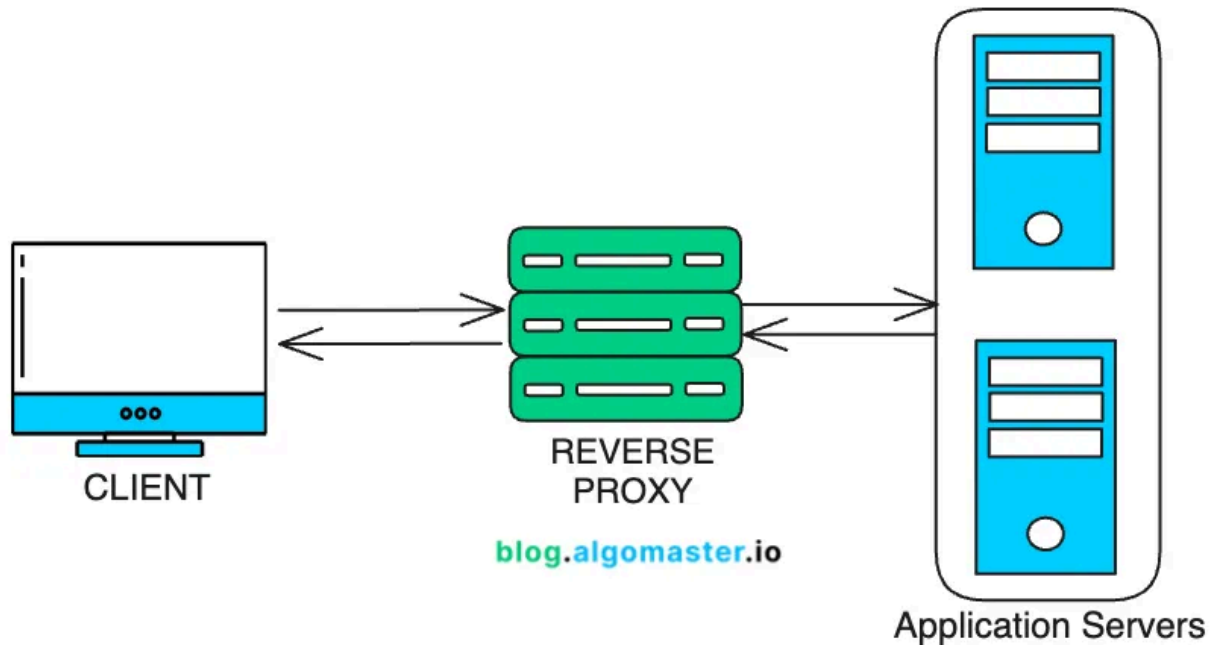 CLIENT
REVERSE
PROXY
blog.algomaster.io
Application Servers